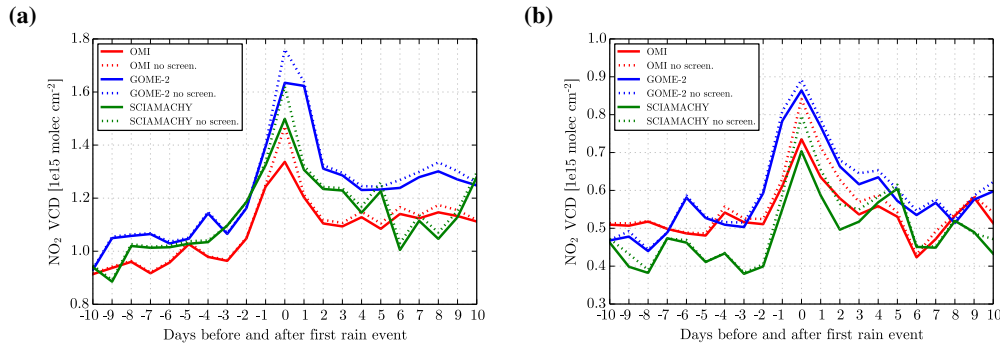 (a)
NO2 VCD [1e15 molec cm−2]
1.8
1.6
1.4
1.2
1.0
0.8
OMI
OMI no screen.
GOME-2
GOME-2 no screen.
SCIAMACHY
SCIAMACHY no screen.
-10 -9 -8 -7 -6 -5 -4 -3 -2 -1 0 1 2 3 4 5 6 7 8 9 10
Days before and after first rain event
(b)
NO2 VCD [1e15 molec cm−2]
1.0
0.9
0.8
0.7
0.6
0.5
0.4
0.3
OMI
OMI no screen.
GOME-2
GOME-2 no screen.
SCIAMACHY
SCIAMACHY no screen.
-10 -9 -8 -7 -6 -5 -4 -3 -2 -1 0 1 2 3 4 5 6 7 8 9 10
Days before and after first rain event